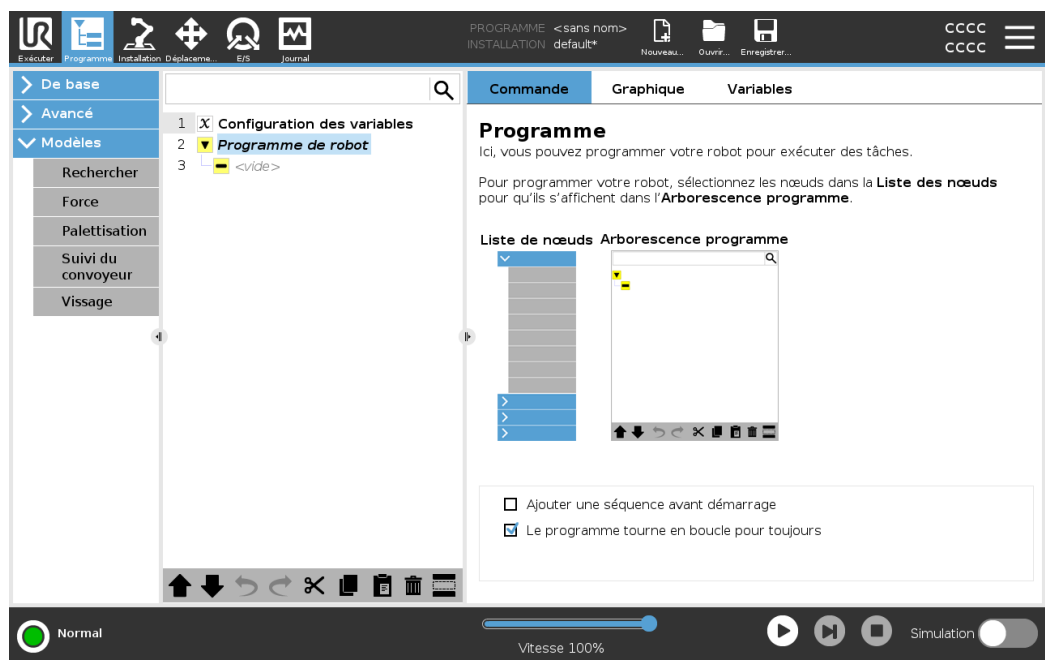 PROGRAMME <sans nom>
INSTALLATION default*
UR
Exécuter
Programme
Installation
Déplaceme...
E/S
Journal
Nouveau...
Ouvrir...
Enregistrer...
cccc
cccc
De base
Avancé
Modèles
Rechercher
Force
Palettisation
Suivi du
convoyeur
Vissage
1 X Configuration des variables
2 Programme de robot
3 <vide>
Commande
Graphique
Variables
Programme
Ici, vous pouvez programmer votre robot pour exécuter des tâches.
Pour programmer votre robot, sélectionnez les nœuds dans la Liste des nœuds
pour qu'ils s'affichent dans l'Arborescence programme.
Liste de nœuds
Arborescence programme
Ajouter une séquence avant démarrage
Le programme tourne en boucle pour toujours
Normal
Vitesse 100%
Simulation